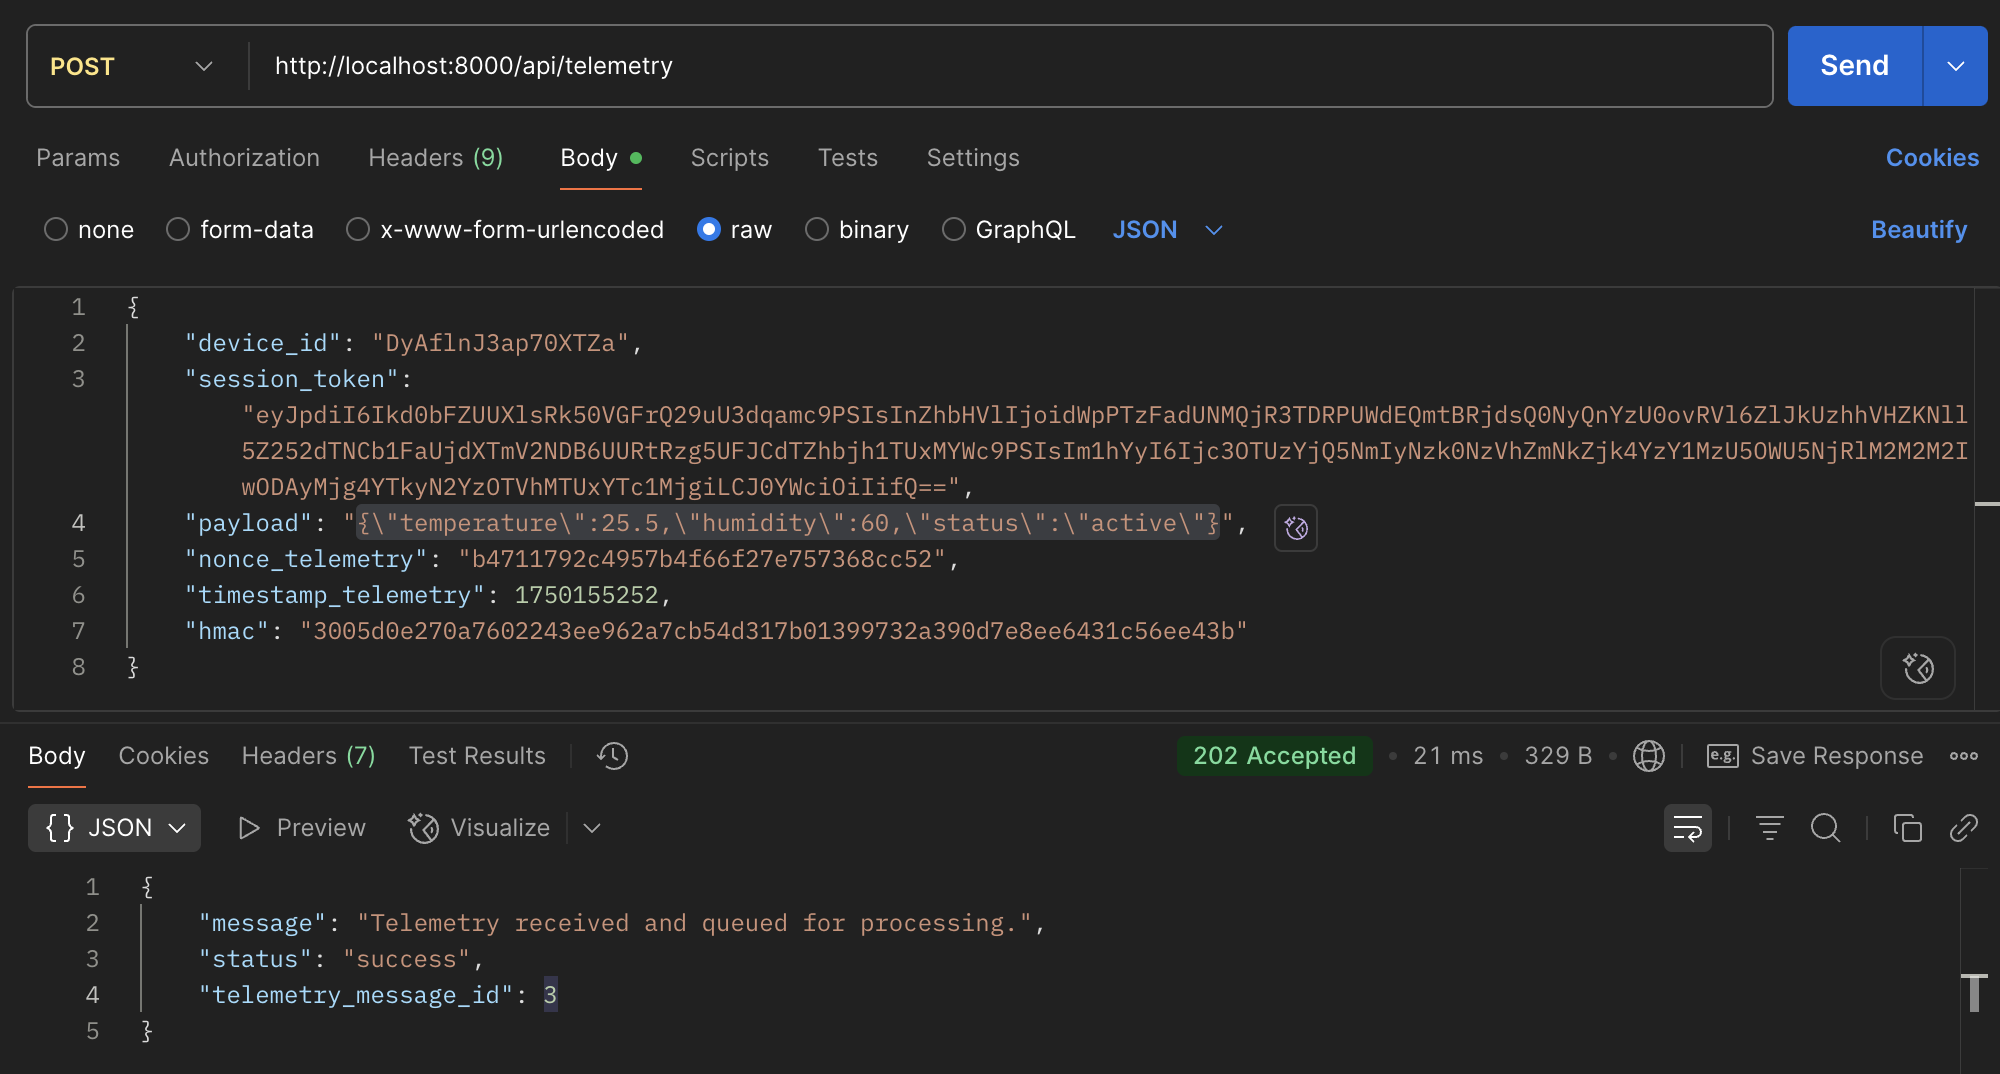 POST http://localhost:8000/api/telemetry Send
Params Authorization Headers (9) Body Scripts Tests Settings Cookies
none form-data x-www-form-urlencoded raw binary GraphQL JSON Beautify
1 {
2 "device_id": "DyAflnJ3ap70XTZa",
3 "session_token":
"eyJpdiI6Ikd0bFZUUXlsRk50VGFrQ29uU3dqamc9PSIsInZhbHVlIjoidWpPTzFadUNMQjR3TDRPUWdEQmtBRjdsQ0NyQnYzU0ovRVl6ZlJkUzhhVHZKNll
5Z252dTNCb1FaUjdXTmV2NDB6UURtRzg5UFJCdTZhbjh1TUxMYWc9PSIsIm1hYyI6Ijc3OTUzYjQ5NmIyNzk0NzVhZmNkZjk4YzY1MzU5OWU5NjRlM2M2M2I
wODAyMjg4YTkyN2YzOTVhMTUxYTc1MjgiLCJ0YWciOiIifQ==",
4 "payload": "{\"temperature\":25.5,\"humidity\":60,\"status\":\"active\"}",
5 "nonce_telemetry": "b4711792c4957b4f66f27e757368cc52",
6 "timestamp_telemetry": 1750155252,
7 "hmac": "3005d0e270a7602243ee962a7cb54d317b01399732a390d7e8ee6431c56ee43b"
8 }
Body Cookies Headers (7) Test Results 202 Accepted • 21 ms • 329 B • e.g. Save Response
{} JSON Preview Visualize
1 {
2 "message": "Telemetry received and queued for processing.",
3 "status": "success",
4 "telemetry_message_id": 3
5 }